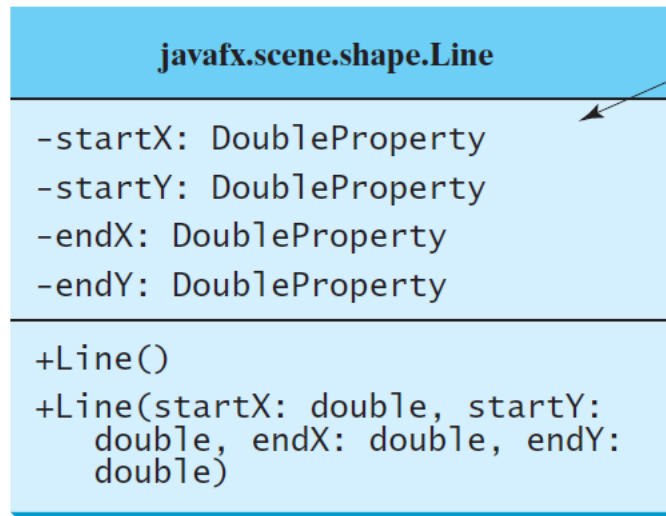 javafx.scene.shape.Line
-startX: DoubleProperty
-startY: DoubleProperty
-endX: DoubleProperty
-endY: DoubleProperty
+Line()
+Line(startX: double, startY:
double, endX: double, endY:
double)